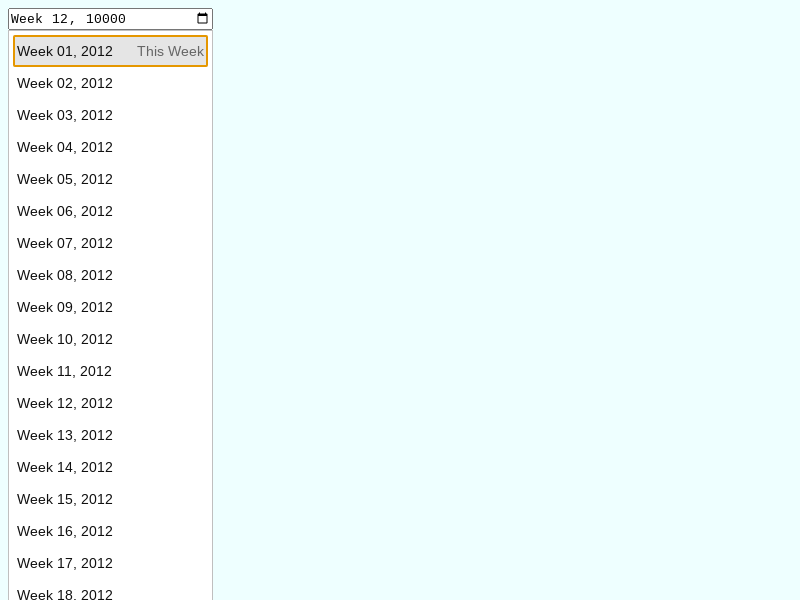 Week 12, 10000
Week 01, 2012 This Week
Week 02, 2012
Week 03, 2012
Week 04, 2012
Week 05, 2012
Week 06, 2012
Week 07, 2012
Week 08, 2012
Week 09, 2012
Week 10, 2012
Week 11, 2012
Week 12, 2012
Week 13, 2012
Week 14, 2012
Week 15, 2012
Week 16, 2012
Week 17, 2012
Week 18, 2012